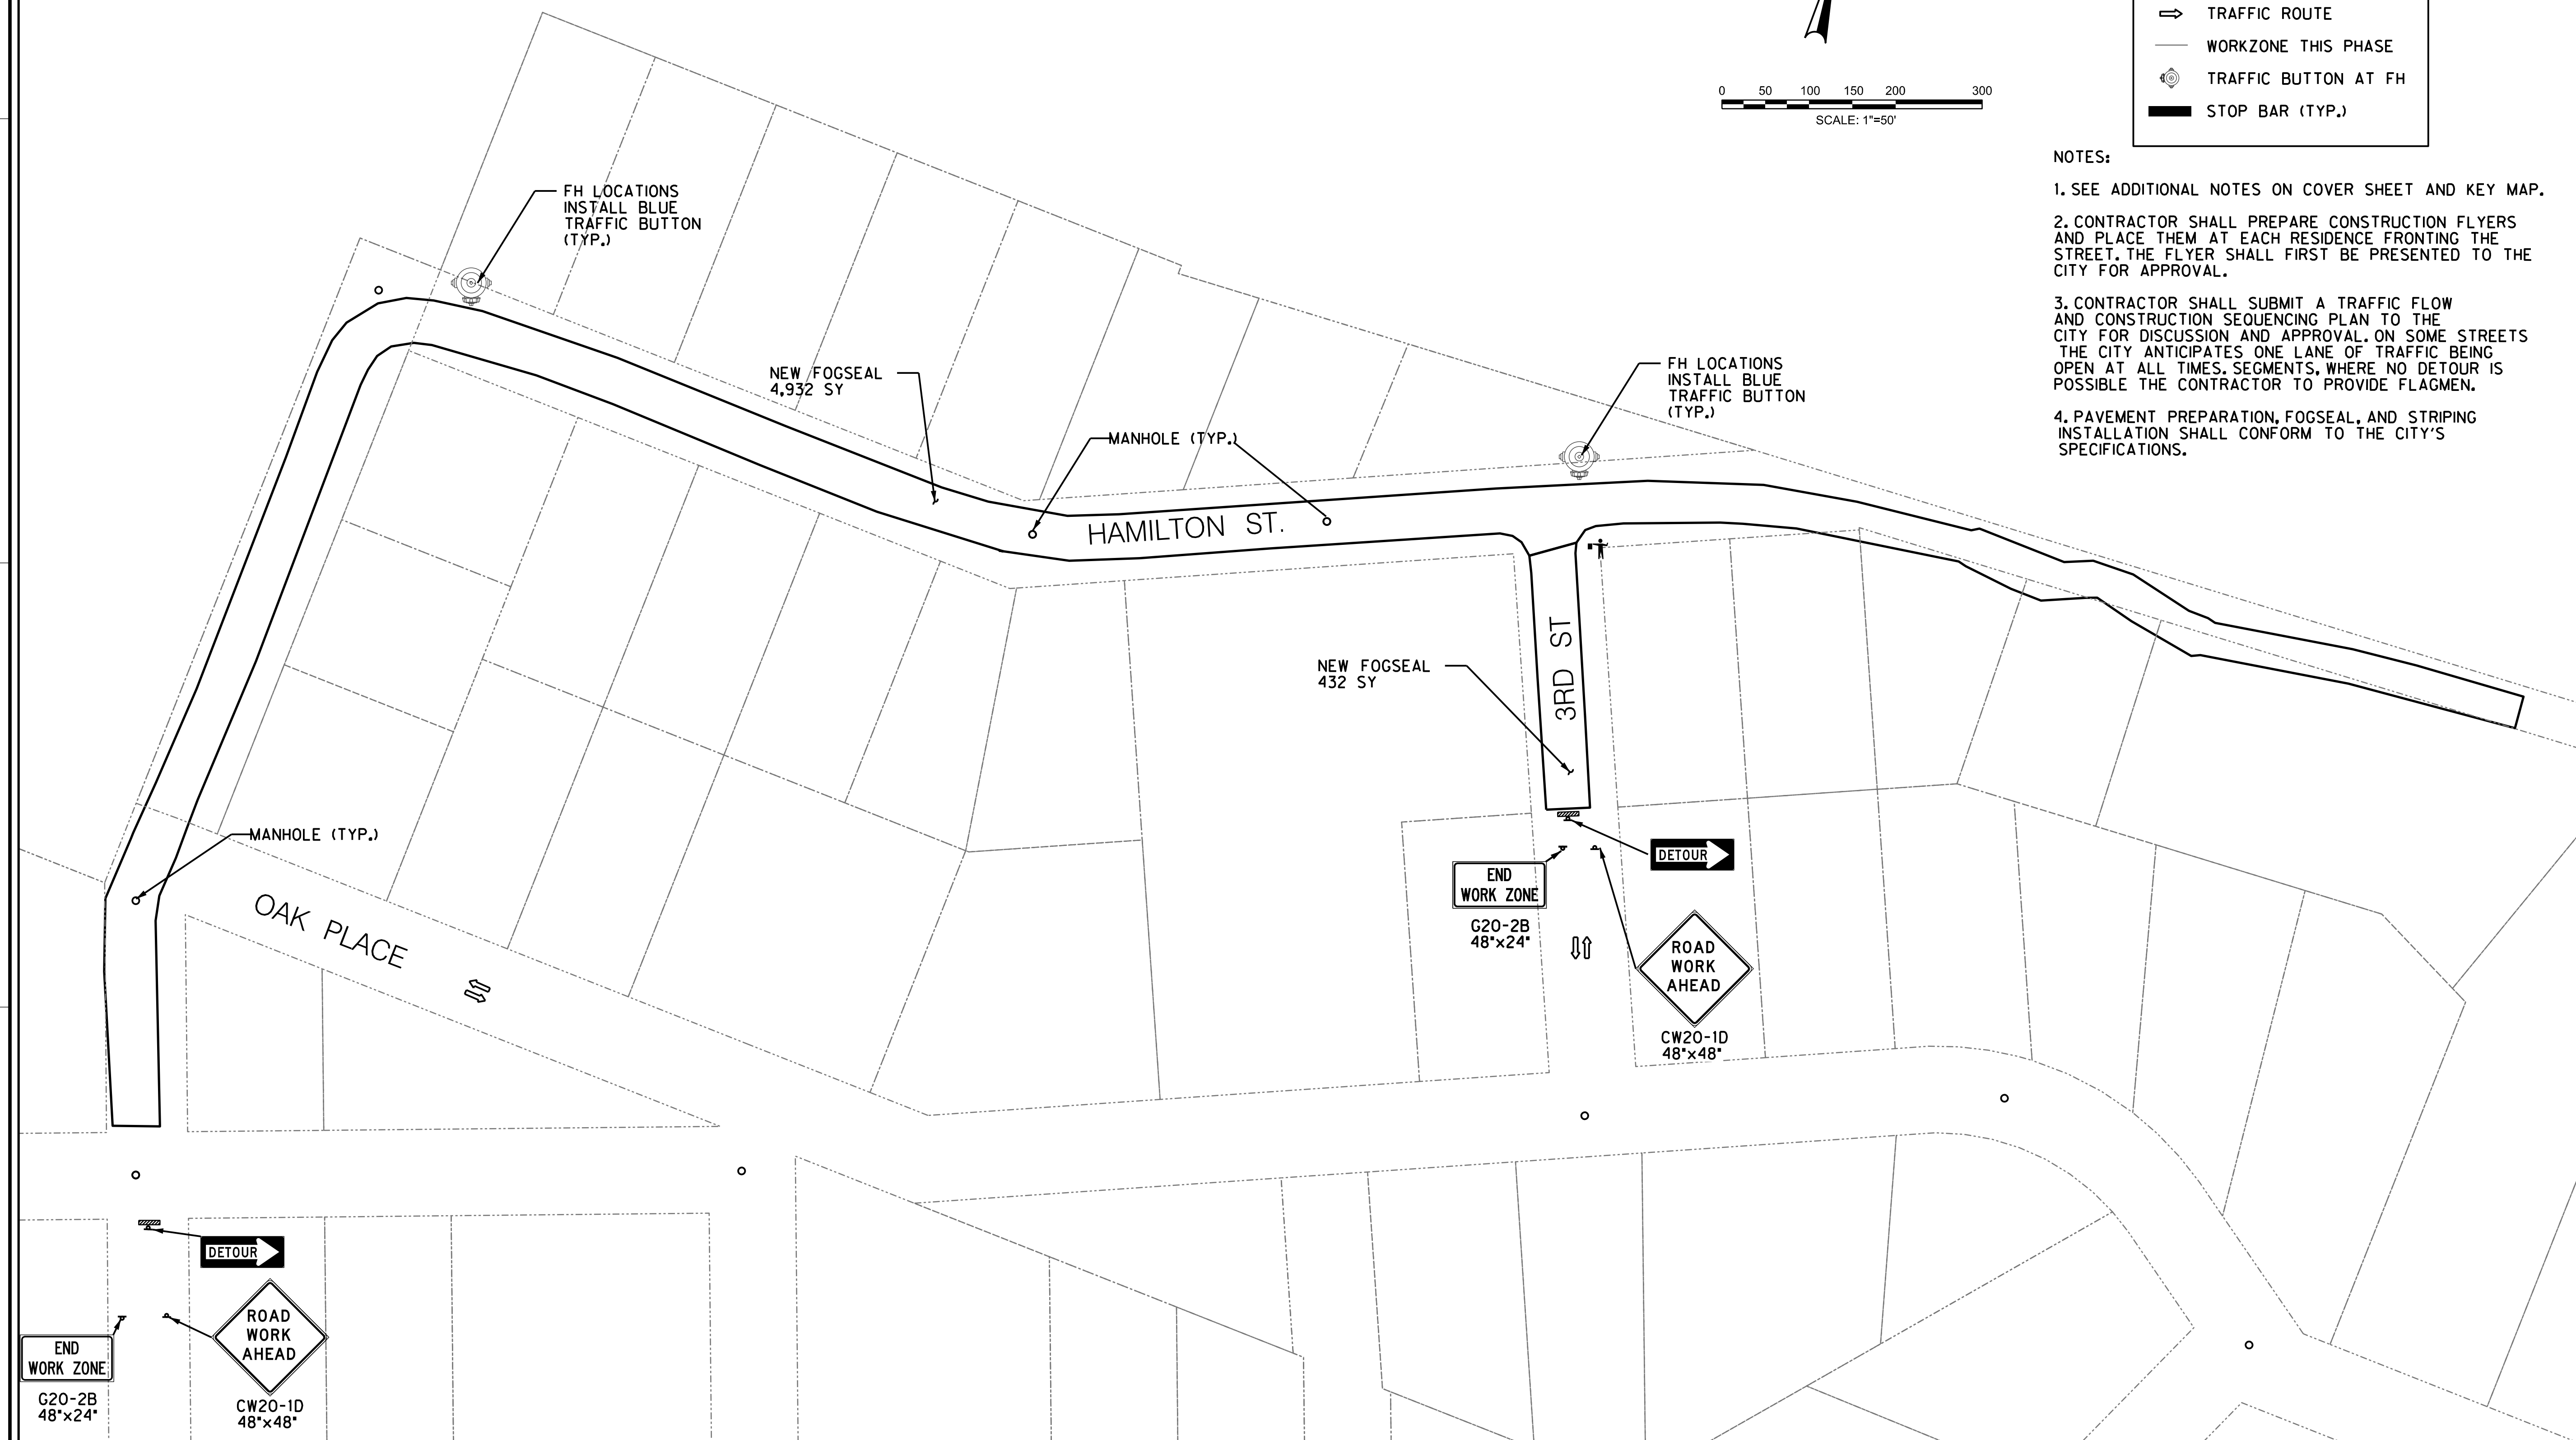 TRAFFIC ROUTE
WORKZONE THIS PHASE
TRAFFIC BUTTON AT FH
STOP BAR (TYP.)
0 50 100 150 200 300
SCALE: 1"=50'
NOTES:
1. SEE ADDITIONAL NOTES ON COVER SHEET AND KEY MAP.
2. CONTRACTOR SHALL PREPARE CONSTRUCTION FLYERS
AND PLACE THEM AT EACH RESIDENCE FRONTING THE
STREET. THE FLYER SHALL FIRST BE PRESENTED TO THE
CITY FOR APPROVAL.
3. CONTRACTOR SHALL SUBMIT A TRAFFIC FLOW
AND CONSTRUCTION SEQUENCING PLAN TO THE
CITY FOR DISCUSSION AND APPROVAL. ON SOME STREETS
THE CITY ANTICIPATES ONE LANE OF TRAFFIC BEING
OPEN AT ALL TIMES. SEGMENTS, WHERE NO DETOUR IS
POSSIBLE THE CONTRACTOR TO PROVIDE FLAGMEN.
4. PAVEMENT PREPARATION, FOGSEAL, AND STRIPING
INSTALLATION SHALL CONFORM TO THE CITY'S
SPECIFICATIONS.
FH LOCATIONS
INSTALL BLUE
TRAFFIC BUTTON
(TYP.)
NEW FOGSEAL
4,932 SY
FH LOCATIONS
INSTALL BLUE
TRAFFIC BUTTON
(TYP.)
MANHOLE (TYP.)
HAMILTON ST.
3RD ST
NEW FOGSEAL
432 SY
MANHOLE (TYP.)
OAK PLACE
DETOUR
END
WORK ZONE
G20-2B
48"x24"
ROAD
WORK
AHEAD
CW20-1D
48"x48"
DETOUR
ROAD
WORK
AHEAD
CW20-1D
48"x48"
END
WORK ZONE
G20-2B
48"x24"